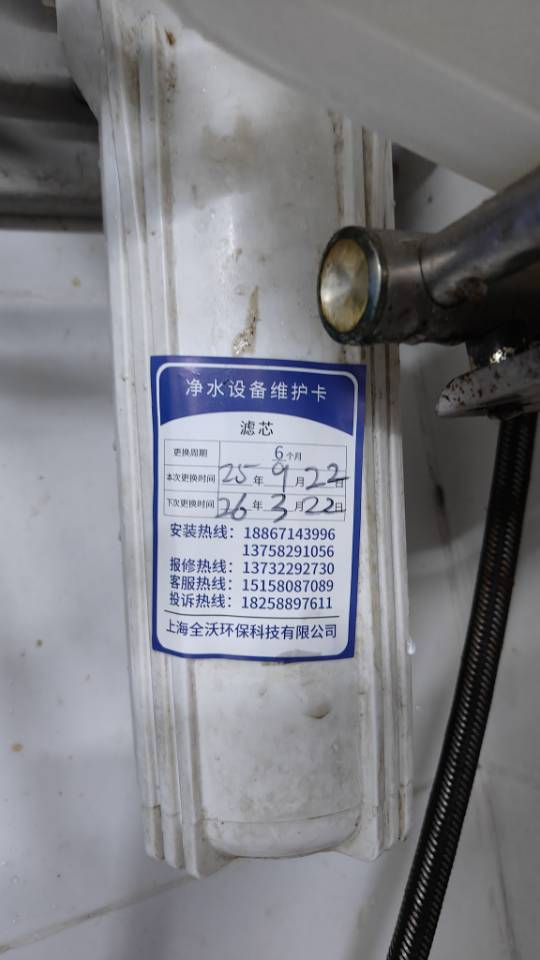 净水设备维护卡
滤芯
更换周期 6个月
本次更换时间 25年9月22日
下次更换时间 26年3月22日
安装热线：18867143996
13758291056
报修热线：13732292730
客服热线：15158087089
投诉热线：18258897611
上海全沃环保科技有限公司